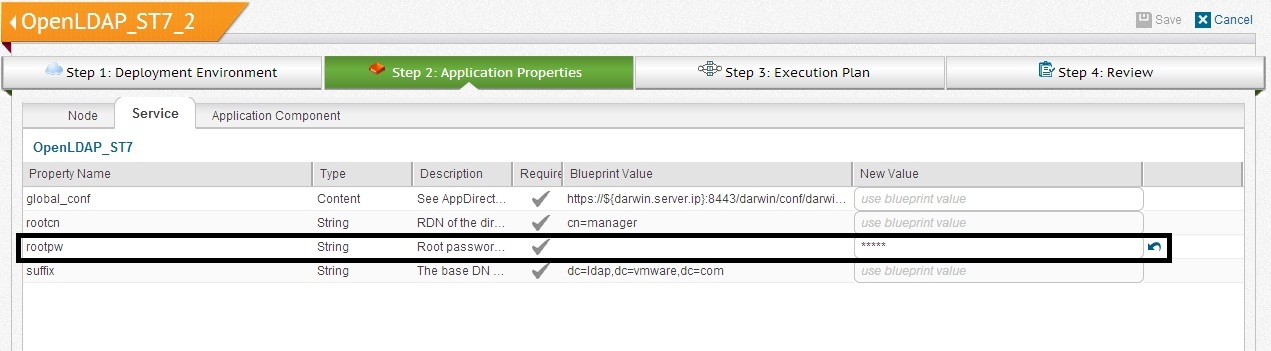 OpenLDAP_ST7_2
Save Cancel
Step 1: Deployment Environment Step 2: Application Properties Step 3: Execution Plan Step 4: Review
Node Service Application Component
OpenLDAP_ST7
Property Name Type Description Require Blueprint Value New Value
global_conf Content See AppDirect... https://${darwin.server.ip}:8443/darwin/conf/darwi... use blueprint value
rootcn String RDN of the dir... cn=manager use blueprint value
rootpw String Root passwor... *****
suffix String The base DN ... dc=ldap,dc=vmware,dc=com use blueprint value